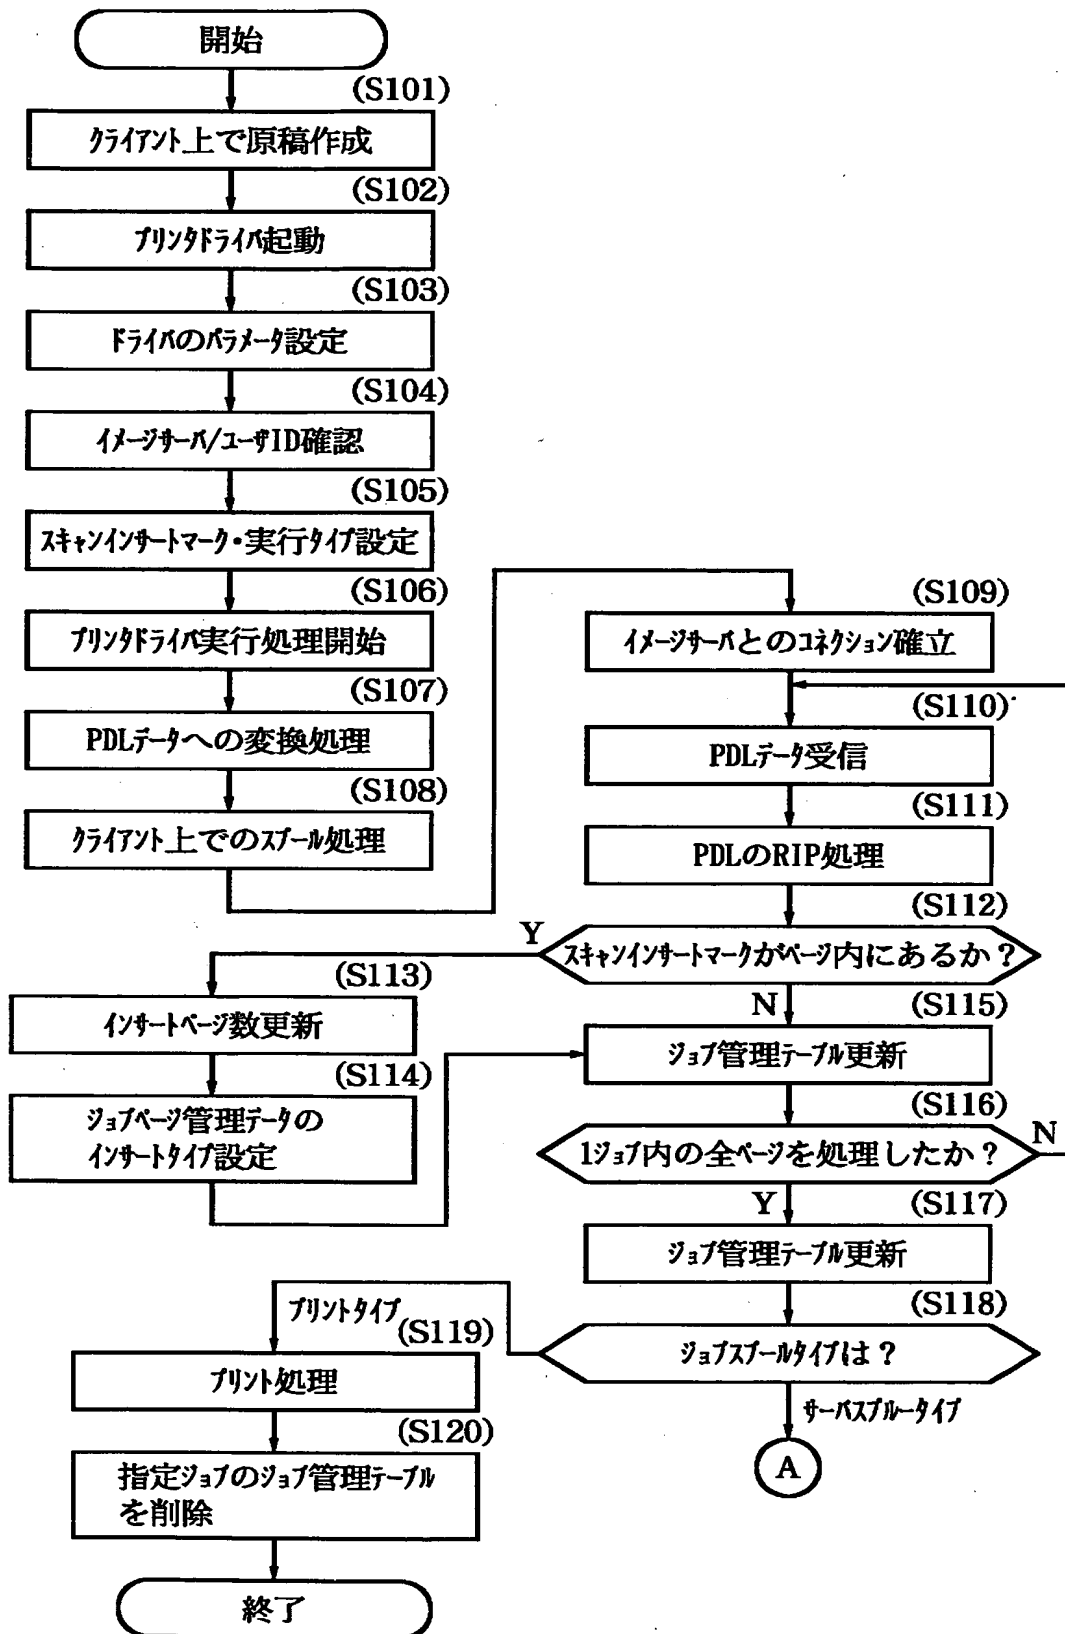 開始
(S101)
クライアント上で原稿作成
(S102)
プリンタドライバ起動
(S103)
ドライバのパラメータ設定
(S104)
イメージサーバ/ユーザID確認
(S105)
スキャンインサートマーク・実行タイプ設定
(S106)
プリンタドライバ実行処理開始
(S107)
PDLデータへの変換処理
(S108)
クライアント上でのスプール処理
(S109)
イメージサーバとのコネクション確立
(S110)
PDLデータ受信
(S111)
PDLのRIP処理
(S112)
スキャンインサートマークがページ内にあるか?
Y
N
(S113)
インサートページ数更新
(S114)
ジョブページ管理データの
インサートタイプ設定
(S115)
ジョブ管理テーブル更新
(S116)
1ジョブ内の全ページを処理したか?
N
Y
(S117)
ジョブ管理テーブル更新
(S118)
ジョブスプールタイプは?
プリントタイプ
サーバスプルータイプ
A
(S119)
プリント処理
(S120)
指定ジョブのジョブ管理テーブル
を削除
終了